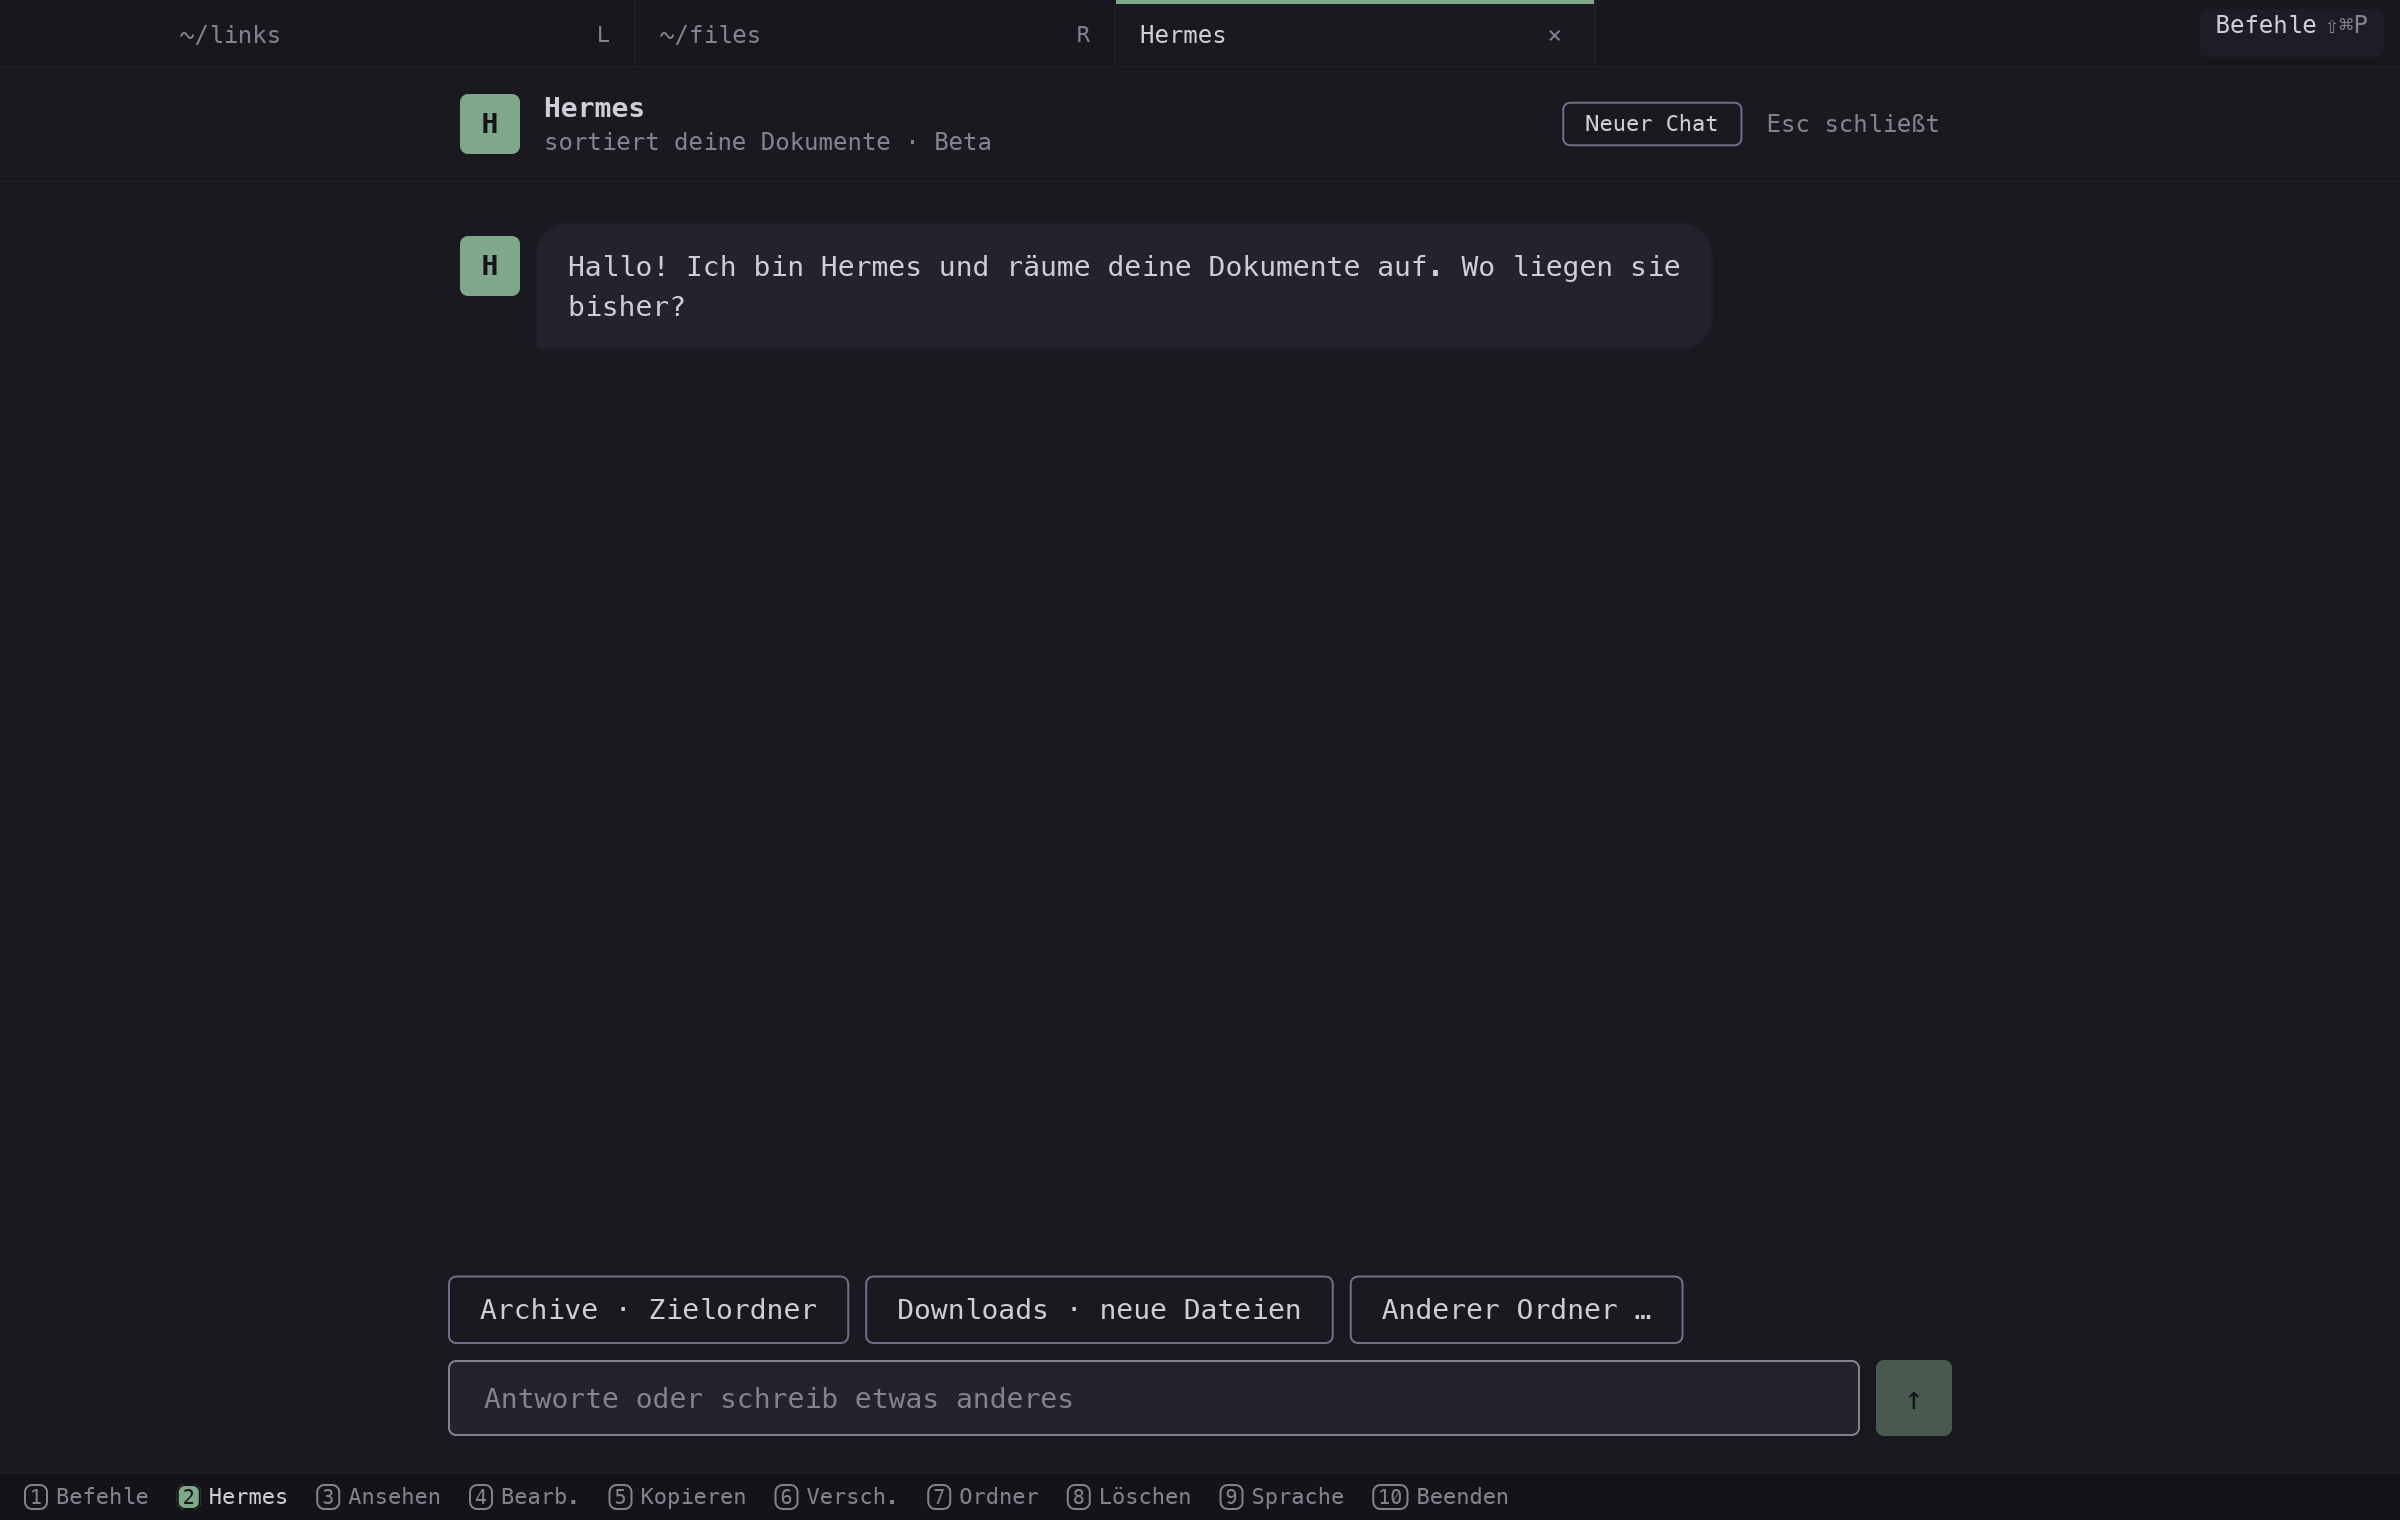 ~/links L ~/files R Hermes × Befehle ⇧⌘P
H Hermes Neuer Chat Esc schließt
sortiert deine Dokumente · Beta
H Hallo! Ich bin Hermes und räume deine Dokumente auf. Wo liegen sie
bisher?
Archive · Zielordner Downloads · neue Dateien Anderer Ordner …
Antworte oder schreib etwas anderes ↑
1 Befehle 2 Hermes 3 Ansehen 4 Bearb. 5 Kopieren 6 Versch. 7 Ordner 8 Löschen 9 Sprache 10 Beenden